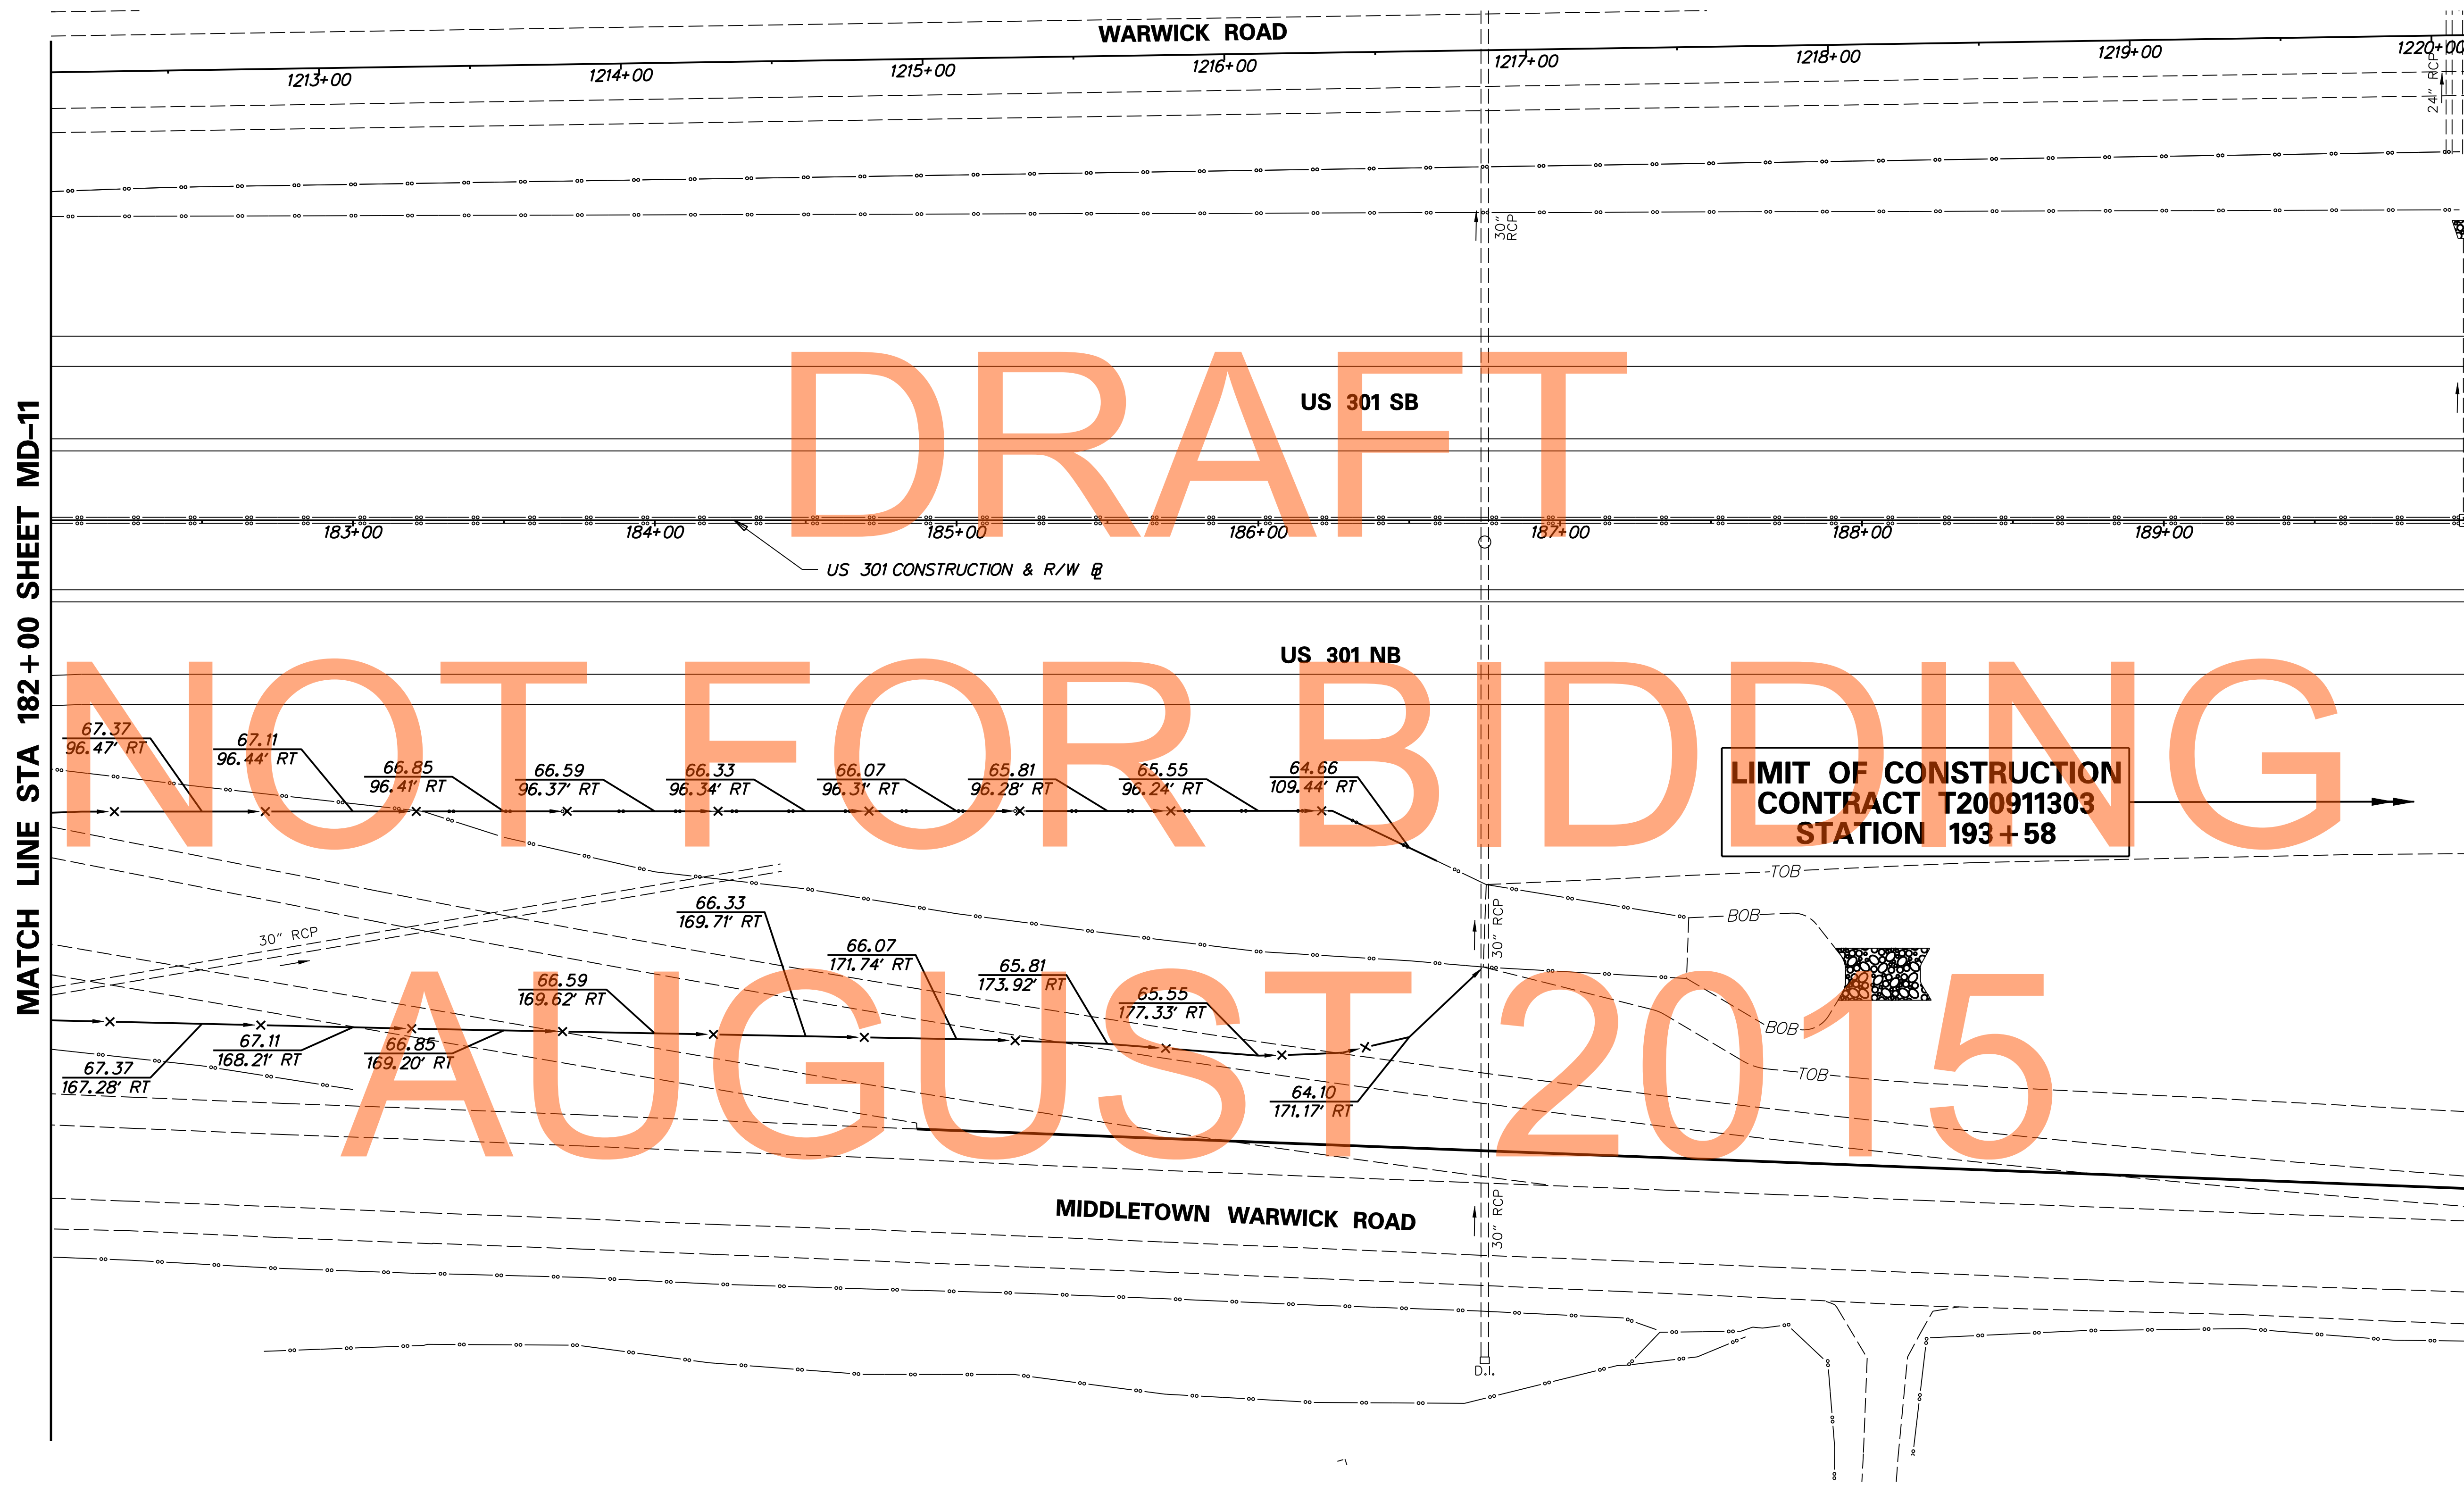 WARWICK ROAD
1213+00
1214+00
1215+00
1216+00
1217+00
1218+00
1219+00
1220+00
24" RCP
30"
RCP
MATCH LINE STA 182+00 SHEET MD-11
DRAFT
US 301 SB
183+00
184+00
185+00
186+00
187+00
188+00
189+00
US 301 CONSTRUCTION & R/W
US 301 NB
NOT FOR BIDDING
67.37
96.47' RT
67.11
96.44' RT
66.85
96.41' RT
66.59
96.37' RT
66.33
96.34' RT
66.07
96.31' RT
65.81
96.28' RT
65.55
96.24' RT
64.66
109.44' RT
LIMIT OF CONSTRUCTION
CONTRACT T200911303
STATION 193+58
TOB
BOB
30" RCP
30" RCP
66.33
169.71' RT
66.07
171.74' RT
65.81
173.92' RT
65.55
177.33' RT
66.59
169.62' RT
67.11
168.21' RT
66.85
169.20' RT
67.37
167.28' RT
64.10
171.17' RT
BOB
TOB
AUGUST 2015
MIDDLETOWN WARWICK ROAD
30" RCP
D.I.